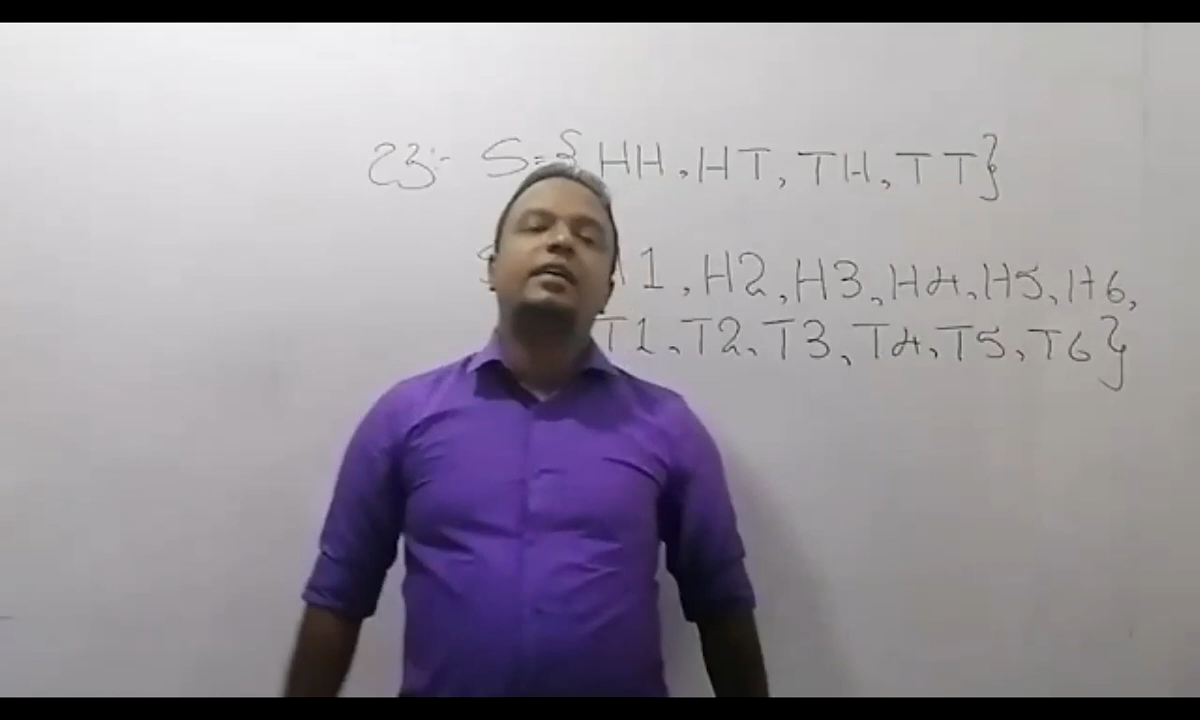 23:- S={HH, HT, TH, TT}
1, H2, H3, H4, H5, H6,
T1, T2, T3, T4, T5, T6}